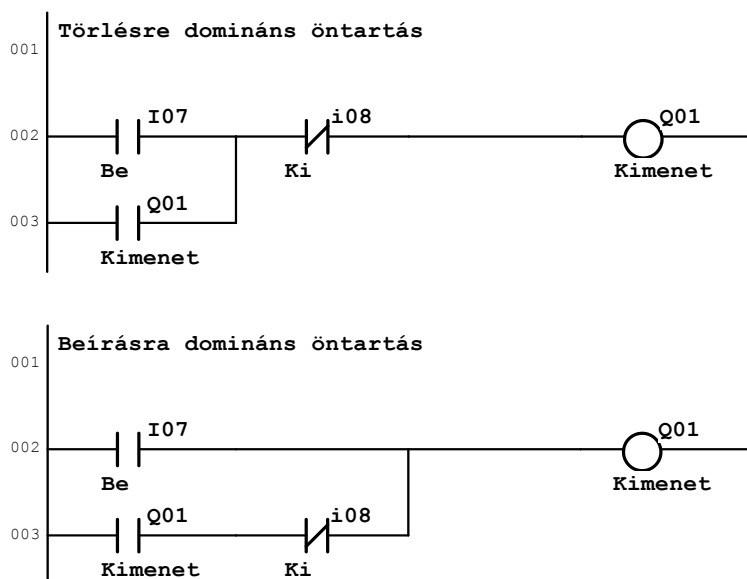 Törlésre domináns öntartás
001
I07 i08 Q01
002
Be Ki Kimenet
Q01
003
Kimenet
Beírásra domináns öntartás
001
I07 Q01
002
Be Kimenet
Q01 i08
003
Kimenet Ki